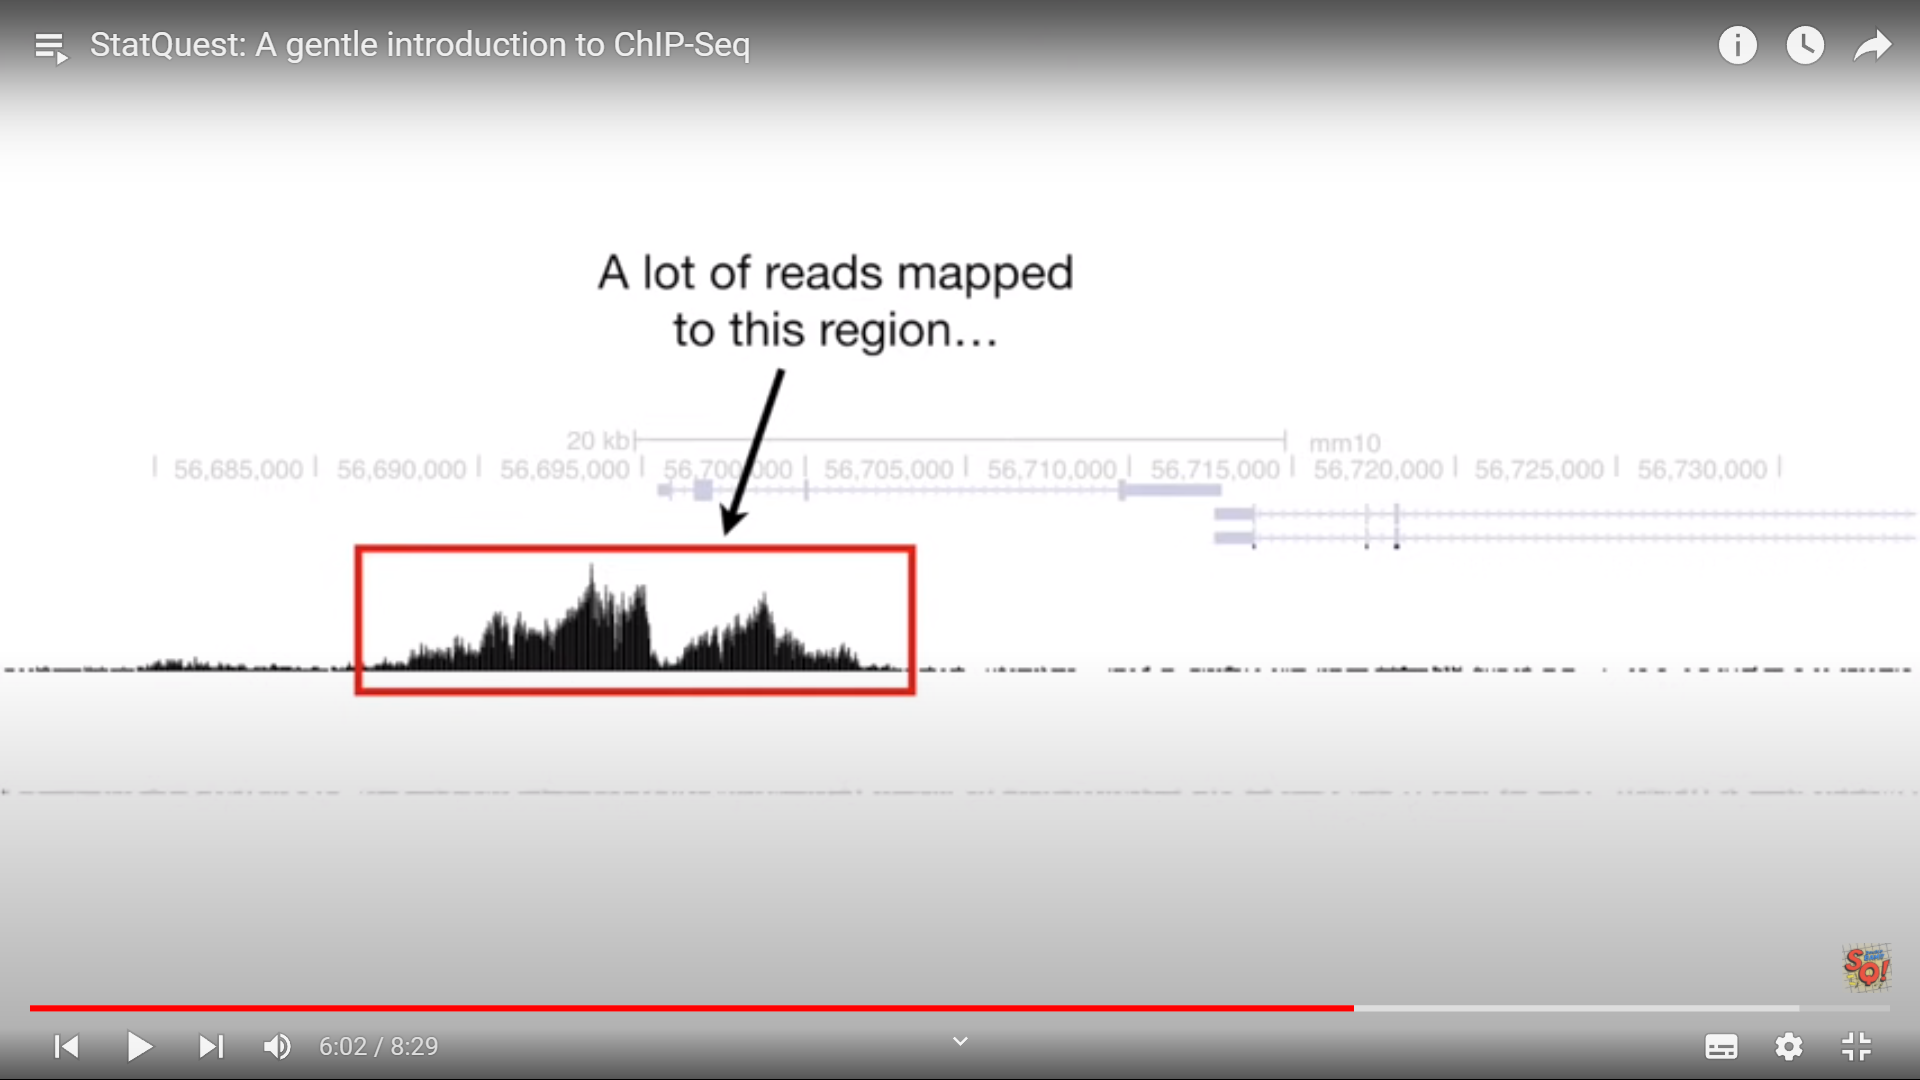 StatQuest: A gentle introduction to ChIP-Seq
A lot of reads mapped
to this region...
20 kb mm10
56,685,000 56,690,000 56,695,000 56,700,000 56,705,000 56,710,000 56,715,000 56,720,000 56,725,000 56,730,000
SQ!
6:02 / 8:29